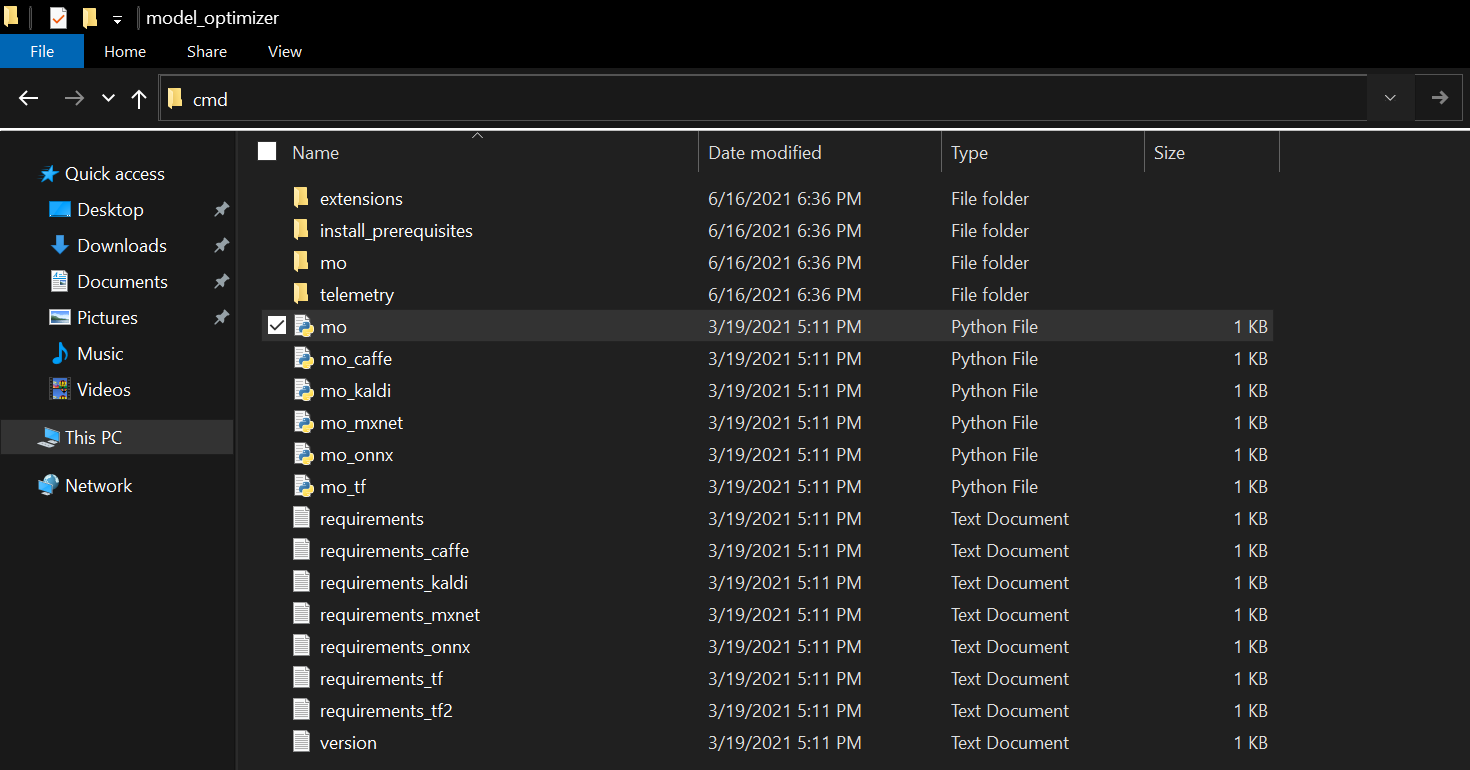 model_optimizer
File Home Share View
cmd
Name Date modified Type Size
Quick access
Desktop
Downloads
Documents
Pictures
Music
Videos
This PC
Network
extensions 6/16/2021 6:36 PM File folder
install_prerequisites 6/16/2021 6:36 PM File folder
mo 6/16/2021 6:36 PM File folder
telemetry 6/16/2021 6:36 PM File folder
mo 3/19/2021 5:11 PM Python File 1 KB
mo_caffe 3/19/2021 5:11 PM Python File 1 KB
mo_kaldi 3/19/2021 5:11 PM Python File 1 KB
mo_mxnet 3/19/2021 5:11 PM Python File 1 KB
mo_onnx 3/19/2021 5:11 PM Python File 1 KB
mo_tf 3/19/2021 5:11 PM Python File 1 KB
requirements 3/19/2021 5:11 PM Text Document 1 KB
requirements_caffe 3/19/2021 5:11 PM Text Document 1 KB
requirements_kaldi 3/19/2021 5:11 PM Text Document 1 KB
requirements_mxnet 3/19/2021 5:11 PM Text Document 1 KB
requirements_onnx 3/19/2021 5:11 PM Text Document 1 KB
requirements_tf 3/19/2021 5:11 PM Text Document 1 KB
requirements_tf2 3/19/2021 5:11 PM Text Document 1 KB
version 3/19/2021 5:11 PM Text Document 1 KB